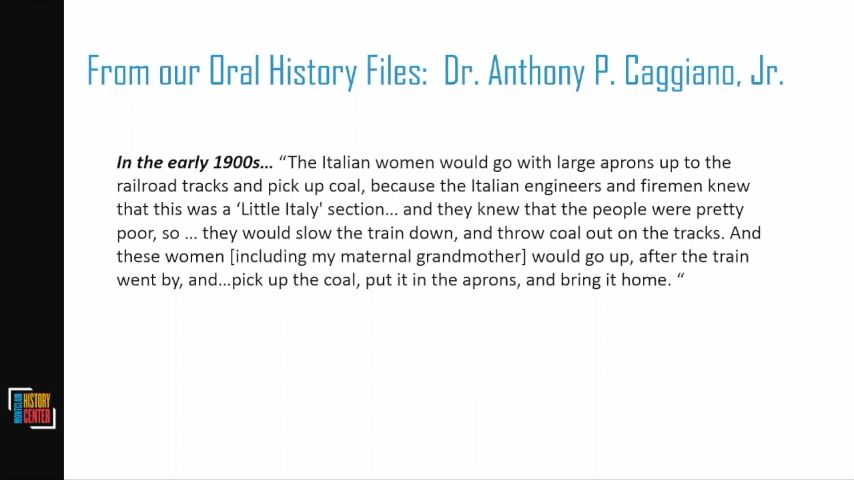 From our Oral History Files: Dr. Anthony P. Caggiano, Jr.
In the early 1900s... “The Italian women would go with large aprons up to the
railroad tracks and pick up coal, because the Italian engineers and firemen knew
that this was a ‘Little Italy' section... and they knew that the people were pretty
poor, so ... they would slow the train down, and throw coal out on the tracks. And
these women [including my maternal grandmother] would go up, after the train
went by, and...pick up the coal, put it in the aprons, and bring it home. “
MONTCLAIR
HISTORY
CENTER